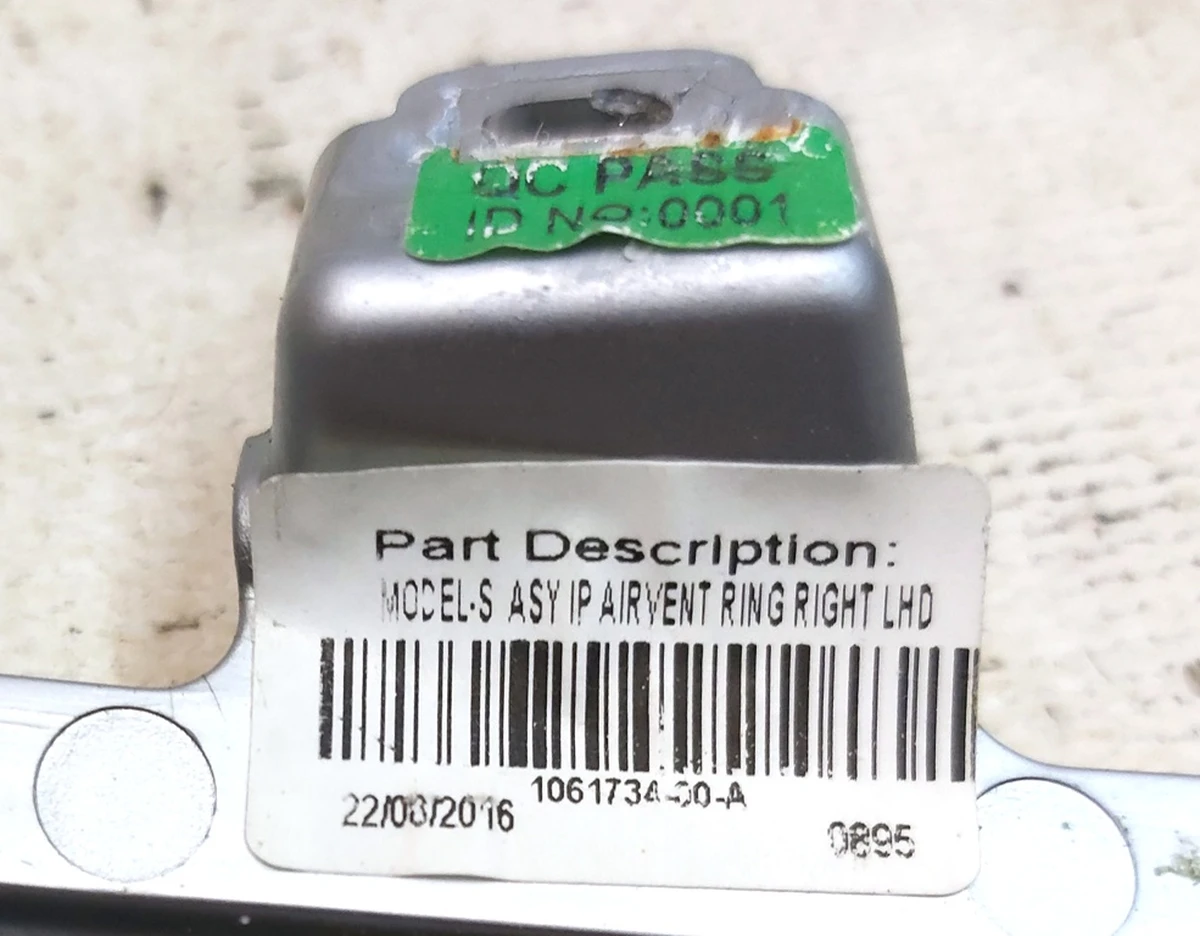 QC PASS
ID No:0001
Part Description:
MODEL-S ASY IP AIRVENT RING RIGHT LHD
1061734-00-A
22/08/2016
0895